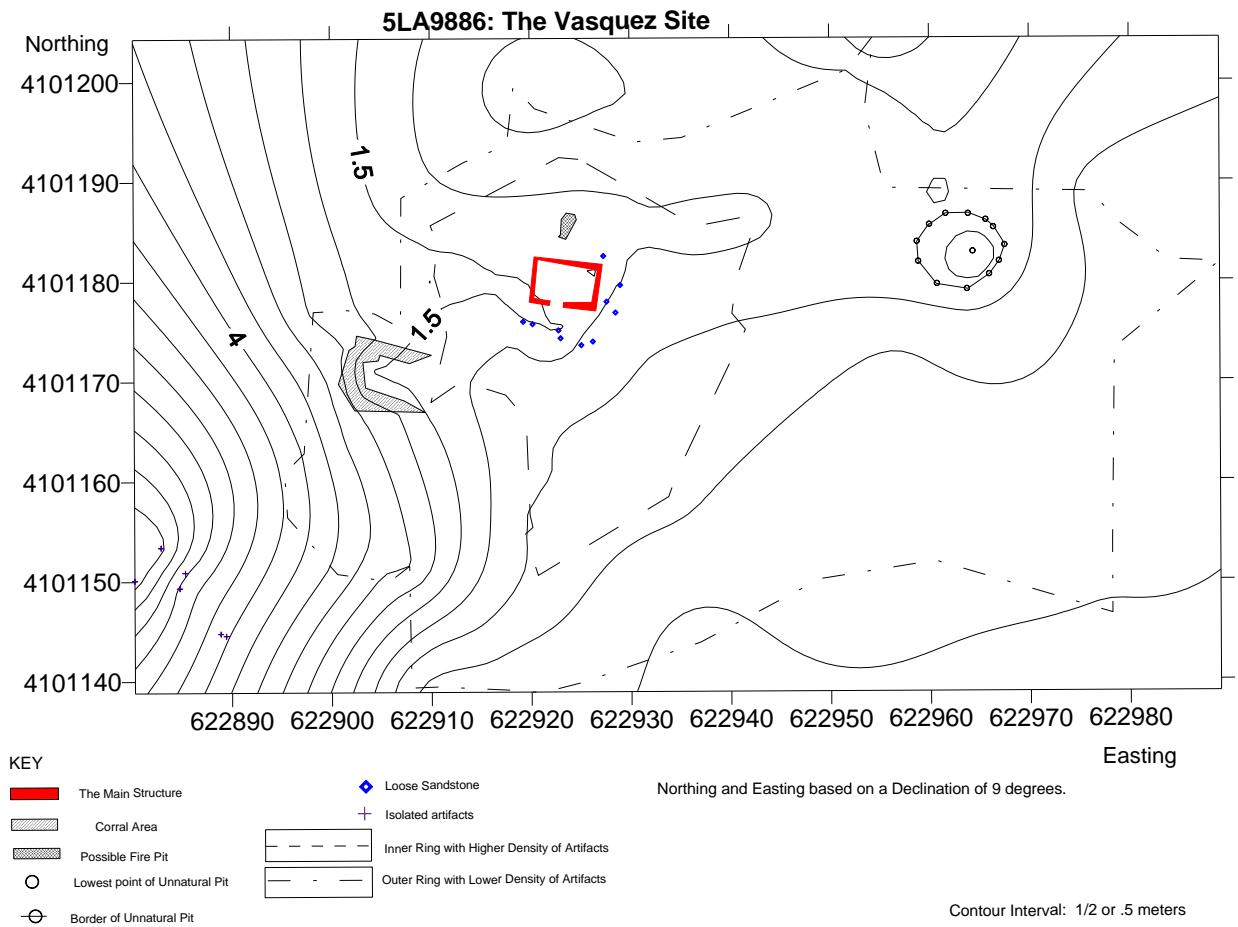 5LA9886: The Vasquez Site
Northing
4101200
4101190
4101180
4101170
4101160
4101150
4101140
1.5
1.5
4
622890 622900 622910 622920 622930 622940 622950 622960 622970 622980
Easting
KEY
The Main Structure
Corral Area
Possible Fire Pit
Lowest point of Unnatural Pit
Border of Unnatural Pit
Loose Sandstone
Isolated artifacts
Inner Ring with Higher Density of Artifacts
Outer Ring with Lower Density of Artifacts
Northing and Easting based on a Declination of 9 degrees.
Contour Interval: 1/2 or .5 meters